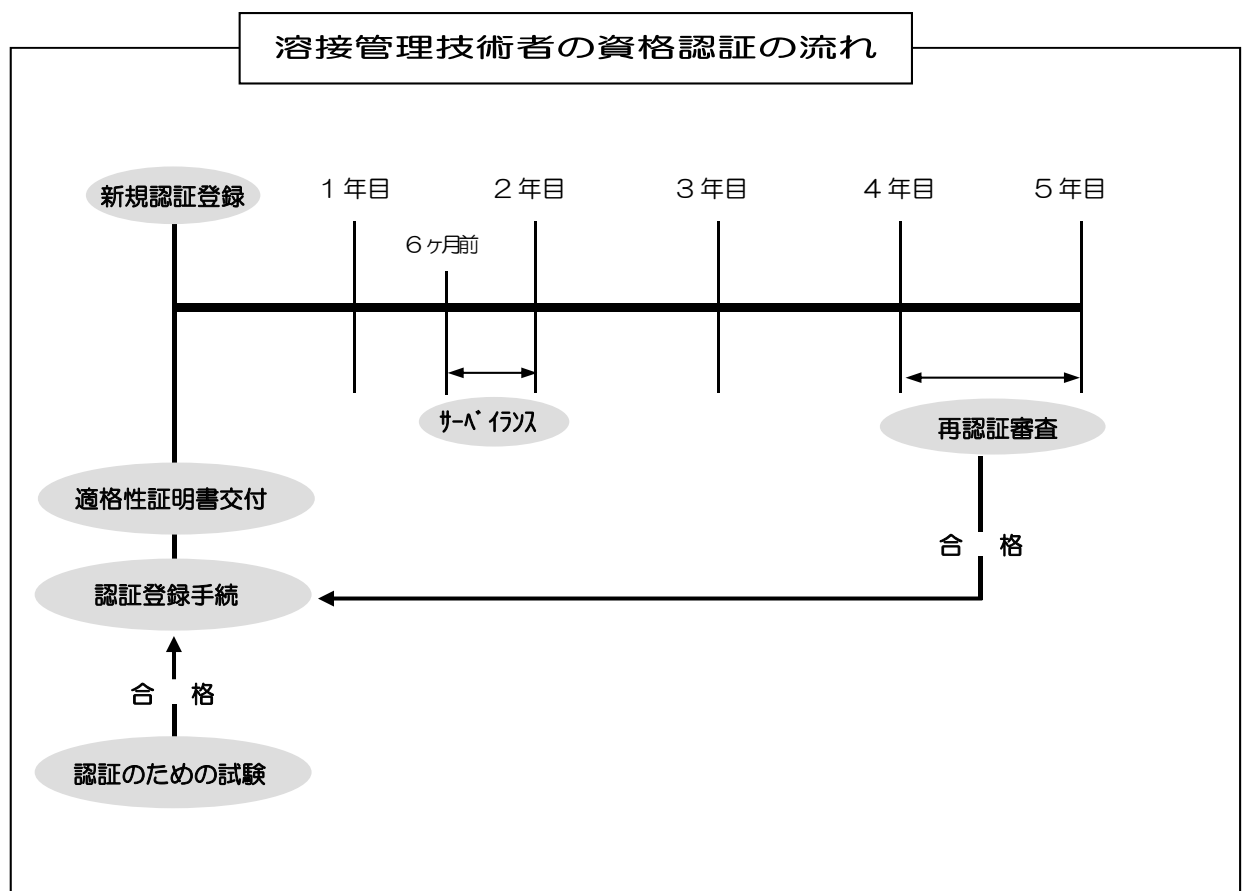 溶接管理技術者の資格認証の流れ
新規認証登録
１年目
２年目
３年目
４年目
５年目
６ヶ月前
ｻｰﾍﾞｲﾗﾝｽ
再認証審査
適格性証明書交付
合 格
認証登録手続
合 格
認証のための試験